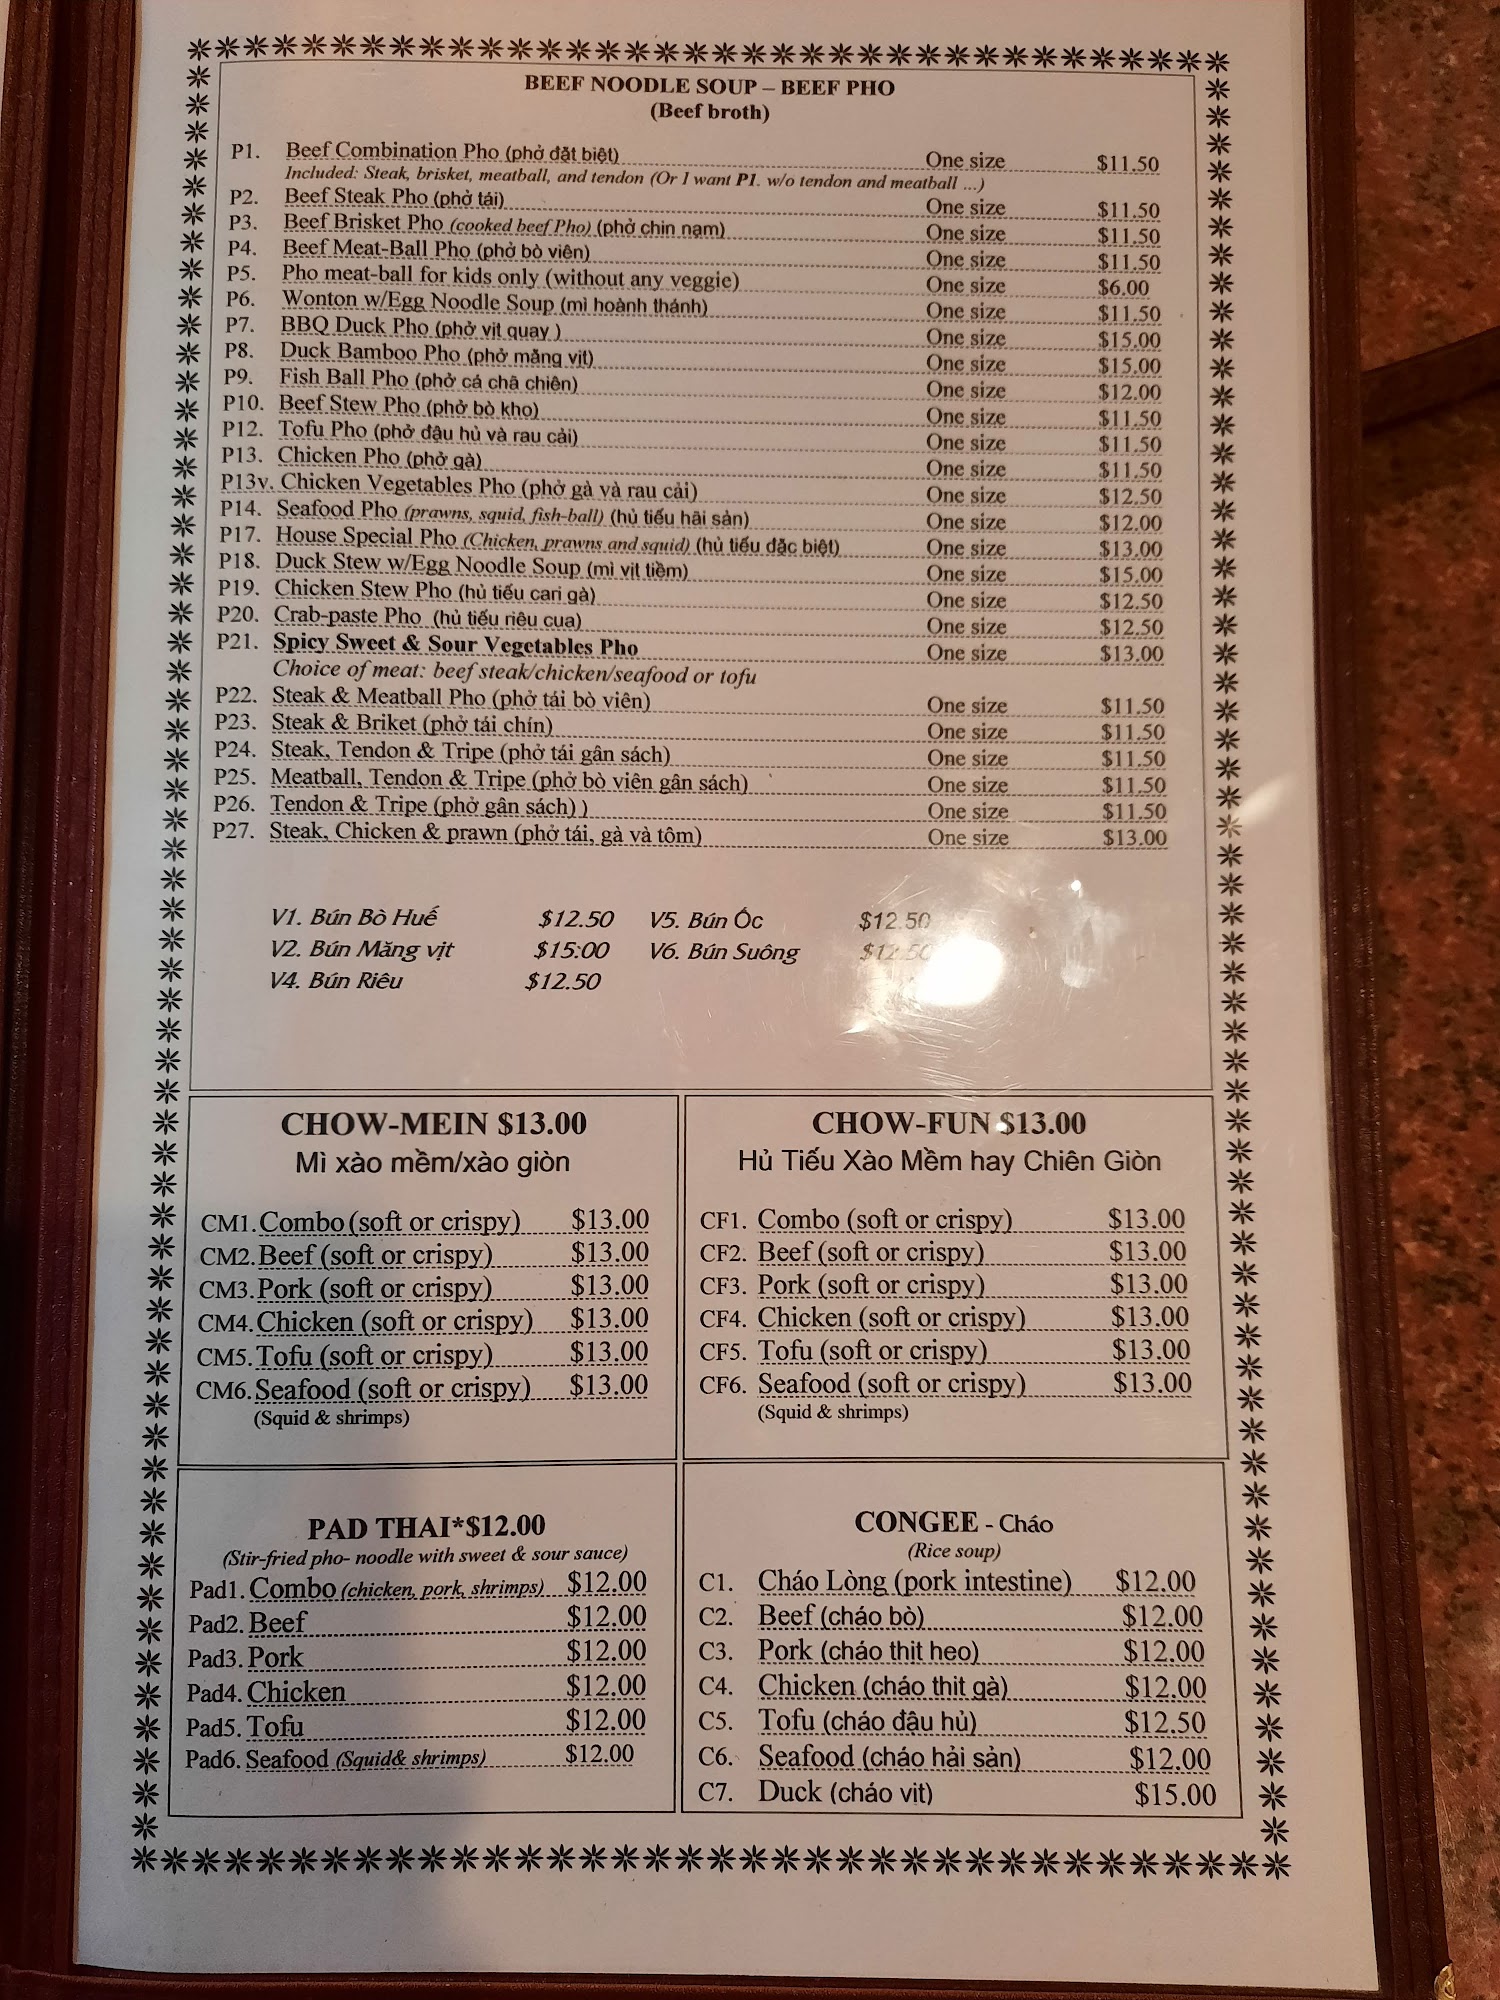 BEEF NOODLE SOUP – BEEF PHO
(Beef broth)
P1. Beef Combination Pho (phở đặt biệt) One size $11.50
Included: Steak, brisket, meatball, and tendon (Or I want P1. w/o tendon and meatball ...)
P2. Beef Steak Pho (phở tái) One size $11.50
P3. Beef Brisket Pho (cooked beef Pho) (phở chin nạm) One size $11.50
P4. Beef Meat-Ball Pho (phở bò viên) One size $11.50
P5. Pho meat-ball for kids only (without any veggie) One size $6.00
P6. Wonton w/Egg Noodle Soup (mì hoành thánh) One size $11.50
P7. BBQ Duck Pho (phở vịt quay ) One size $15.00
P8. Duck Bamboo Pho (phở măng vịt) One size $15.00
P9. Fish Ball Pho (phở cá chả chiên) One size $12.00
P10. Beef Stew Pho (phở bò kho) One size $11.50
P12. Tofu Pho (phở đậu hủ và rau cải) One size $11.50
P13. Chicken Pho (phở gà) One size $11.50
P13v. Chicken Vegetables Pho (phở gà và rau cải) One size $12.50
P14. Seafood Pho (prawns, squid, fish-ball) (hủ tiếu hãi sản) One size $12.00
P17. House Special Pho (Chicken, prawns and squid) (hủ tiếu đặc biệt) One size $13.00
P18. Duck Stew w/Egg Noodle Soup (mì vịt tiềm) One size $15.00
P19. Chicken Stew Pho (hủ tiếu cari gà) One size $12.50
P20. Crab-paste Pho (hủ tiếu riêu cua) One size $12.50
P21. Spicy Sweet & Sour Vegetables Pho One size $13.00
Choice of meat: beef steak/chicken/seafood or tofu
P22. Steak & Meatball Pho (phở tái bò viên) One size $11.50
P23. Steak & Briket (phở tái chín) One size $11.50
P24. Steak, Tendon & Tripe (phở tái gân sách) One size $11.50
P25. Meatball, Tendon & Tripe (phở bò viên gân sách) One size $11.50
P26. Tendon & Tripe (phở gân sách) ) One size $11.50
P27. Steak, Chicken & prawn (phở tái, gà và tôm) One size $13.00
V1. Bún Bò Huế $12.50 V5. Bún Ốc $12.50
V2. Bún Măng vịt $15:00 V6. Bún Suông $12.50
V4. Bún Riêu $12.50
CHOW-MEIN $13.00
Mì xào mềm/xào giòn
CM1. Combo (soft or crispy) $13.00
CM2. Beef (soft or crispy) $13.00
CM3. Pork (soft or crispy) $13.00
CM4. Chicken (soft or crispy) $13.00
CM5. Tofu (soft or crispy) $13.00
CM6. Seafood (soft or crispy) $13.00
(Squid & shrimps)
CHOW-FUN $13.00
Hủ Tiếu Xào Mềm hay Chiên Giòn
CF1. Combo (soft or crispy) $13.00
CF2. Beef (soft or crispy) $13.00
CF3. Pork (soft or crispy) $13.00
CF4. Chicken (soft or crispy) $13.00
CF5. Tofu (soft or crispy) $13.00
CF6. Seafood (soft or crispy) $13.00
(Squid & shrimps)
PAD THAI*$12.00
(Stir-fried pho- noodle with sweet & sour sauce)
Pad1. Combo (chicken, pork, shrimps) $12.00
Pad2. Beef $12.00
Pad3. Pork $12.00
Pad4. Chicken $12.00
Pad5. Tofu $12.00
Pad6. Seafood (Squid& shrimps) $12.00
CONGEE - Cháo
(Rice soup)
C1. Cháo Lòng (pork intestine) $12.00
C2. Beef (cháo bò) $12.00
C3. Pork (cháo thịt heo) $12.00
C4. Chicken (cháo thịt gà) $12.00
C5. Tofu (cháo đậu hủ) $12.50
C6. Seafood (cháo hải sản) $12.00
C7. Duck (cháo vịt) $15.00